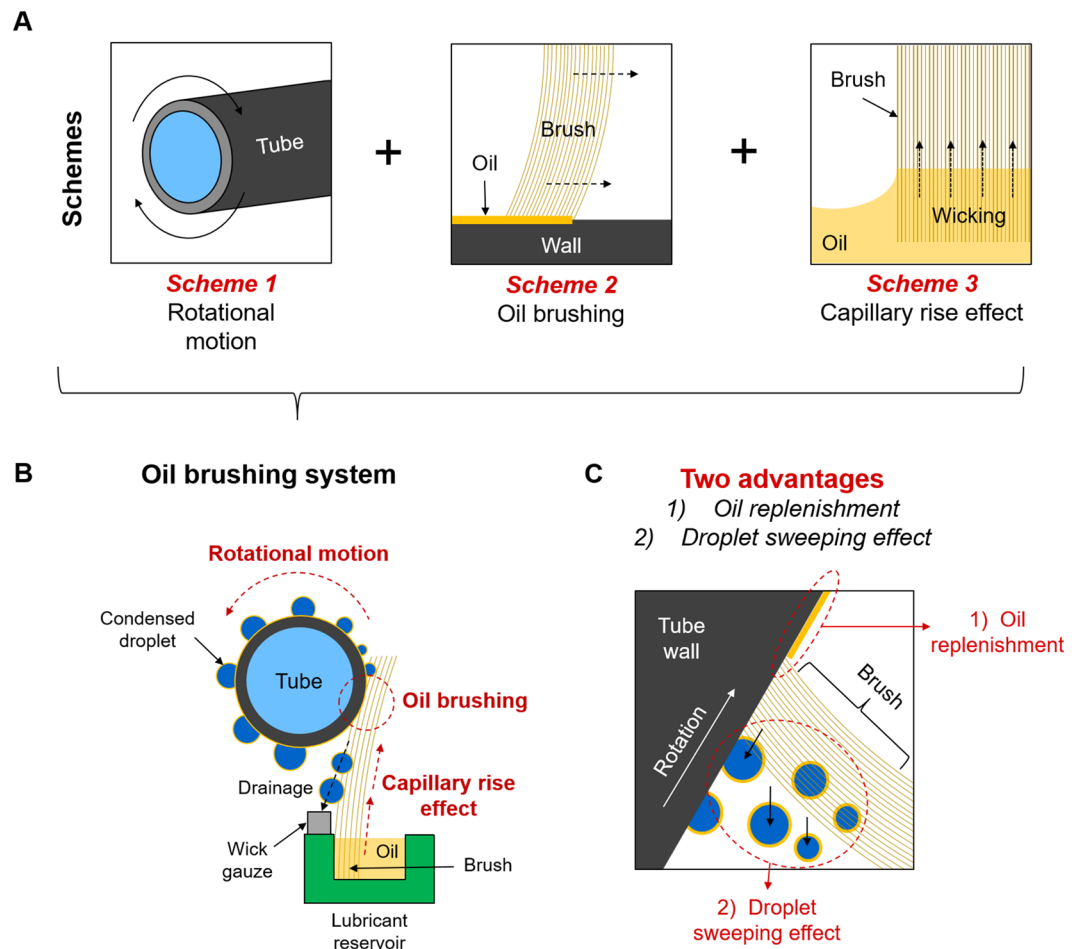 A
Schemes
Tube
+
Brush
Oil
Wall
+
Brush
Wicking
Oil
Scheme 1
Rotational
motion
Scheme 2
Oil brushing
Scheme 3
Capillary rise effect
B
Oil brushing system
Rotational motion
Condensed
droplet
Tube
Oil brushing
Drainage
Capillary rise
effect
Wick
gauze
Oil
Brush
Lubricant
reservoir
C
Two advantages
1) Oil replenishment
2) Droplet sweeping effect
Tube
wall
1) Oil
replenishment
Brush
Rotation
2) Droplet
sweeping effect